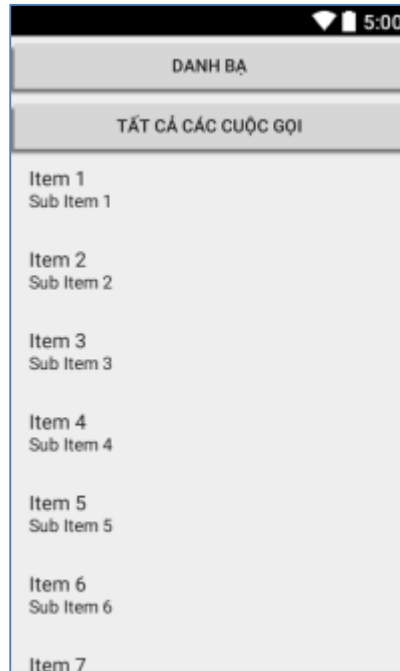 5:00
DANH BẠ
TẤT CẢ CÁC CUỘC GỌI
Item 1
Sub Item 1
Item 2
Sub Item 2
Item 3
Sub Item 3
Item 4
Sub Item 4
Item 5
Sub Item 5
Item 6
Sub Item 6
Item 7